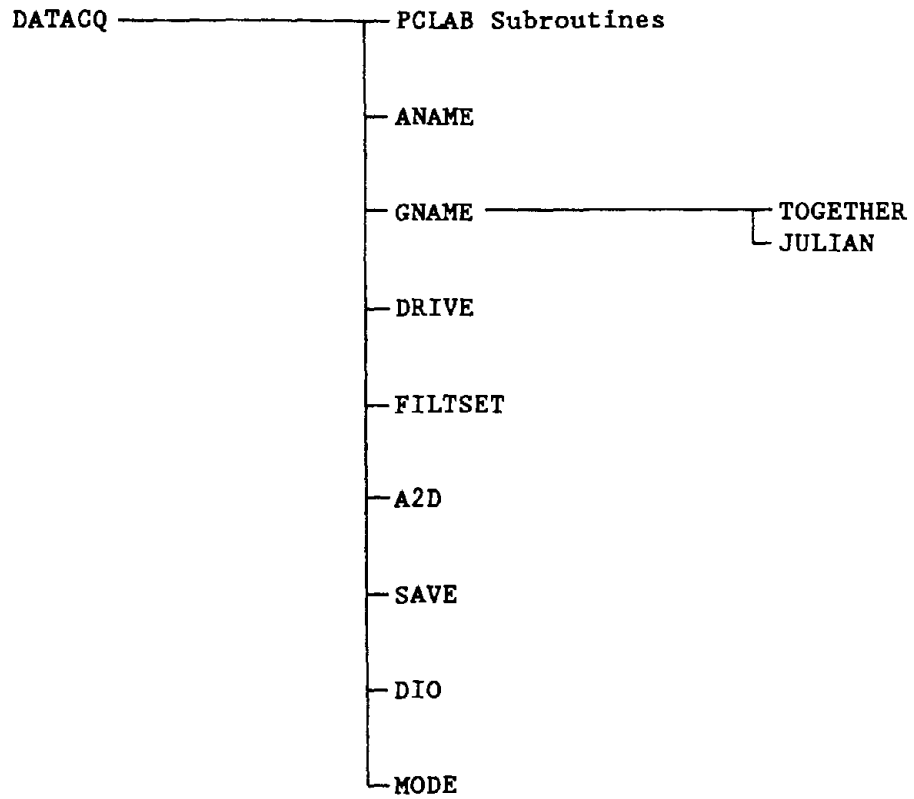 DATACQ PCLAB Subroutines
ANAME
GNAME TOGETHER
JULIAN
DRIVE
FILTSET
A2D
SAVE
DIO
MODE